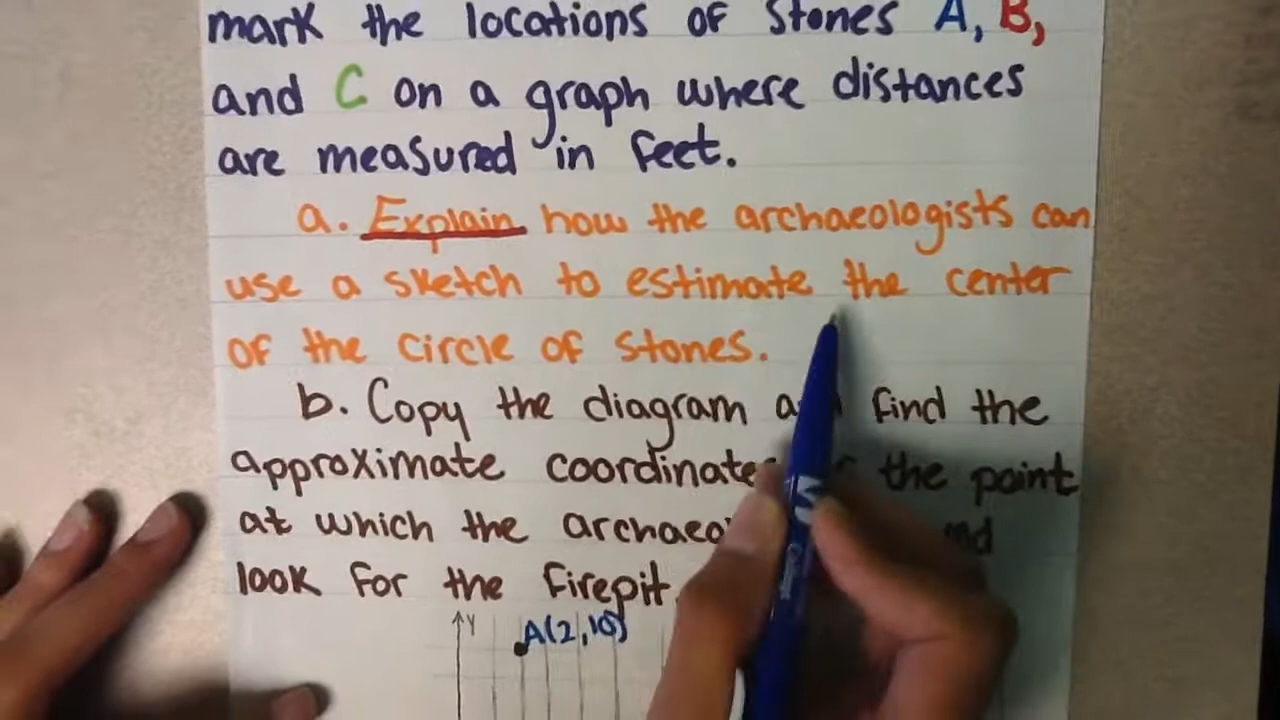 mark the locations of stones A, B,
and C on a graph where distances
are measured in feet.
a. Explain how the archaeologists can
use a sketch to estimate the center
of the circle of stones.
b. Copy the diagram find the
approximate the point
at which the
look for the firepit
Y
A(2,10)